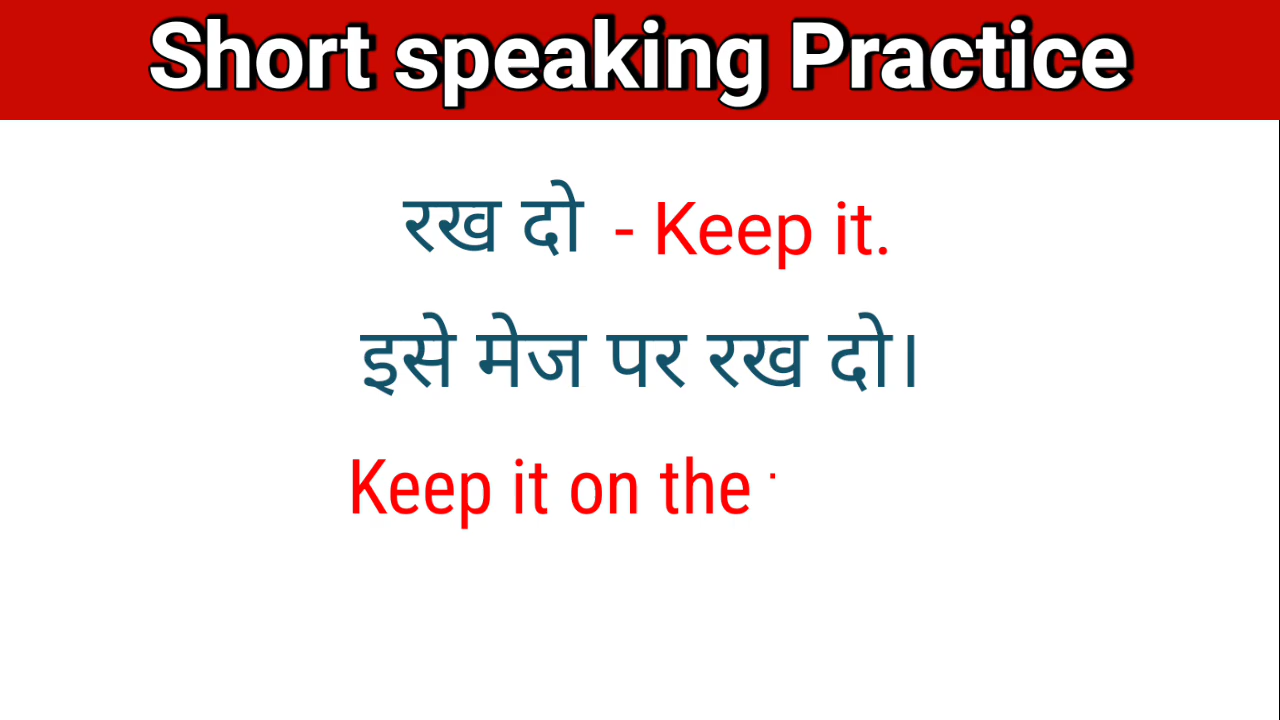 Short speaking Practice
रख दो - Keep it.
इसे मेज पर रख दो।
Keep it on the